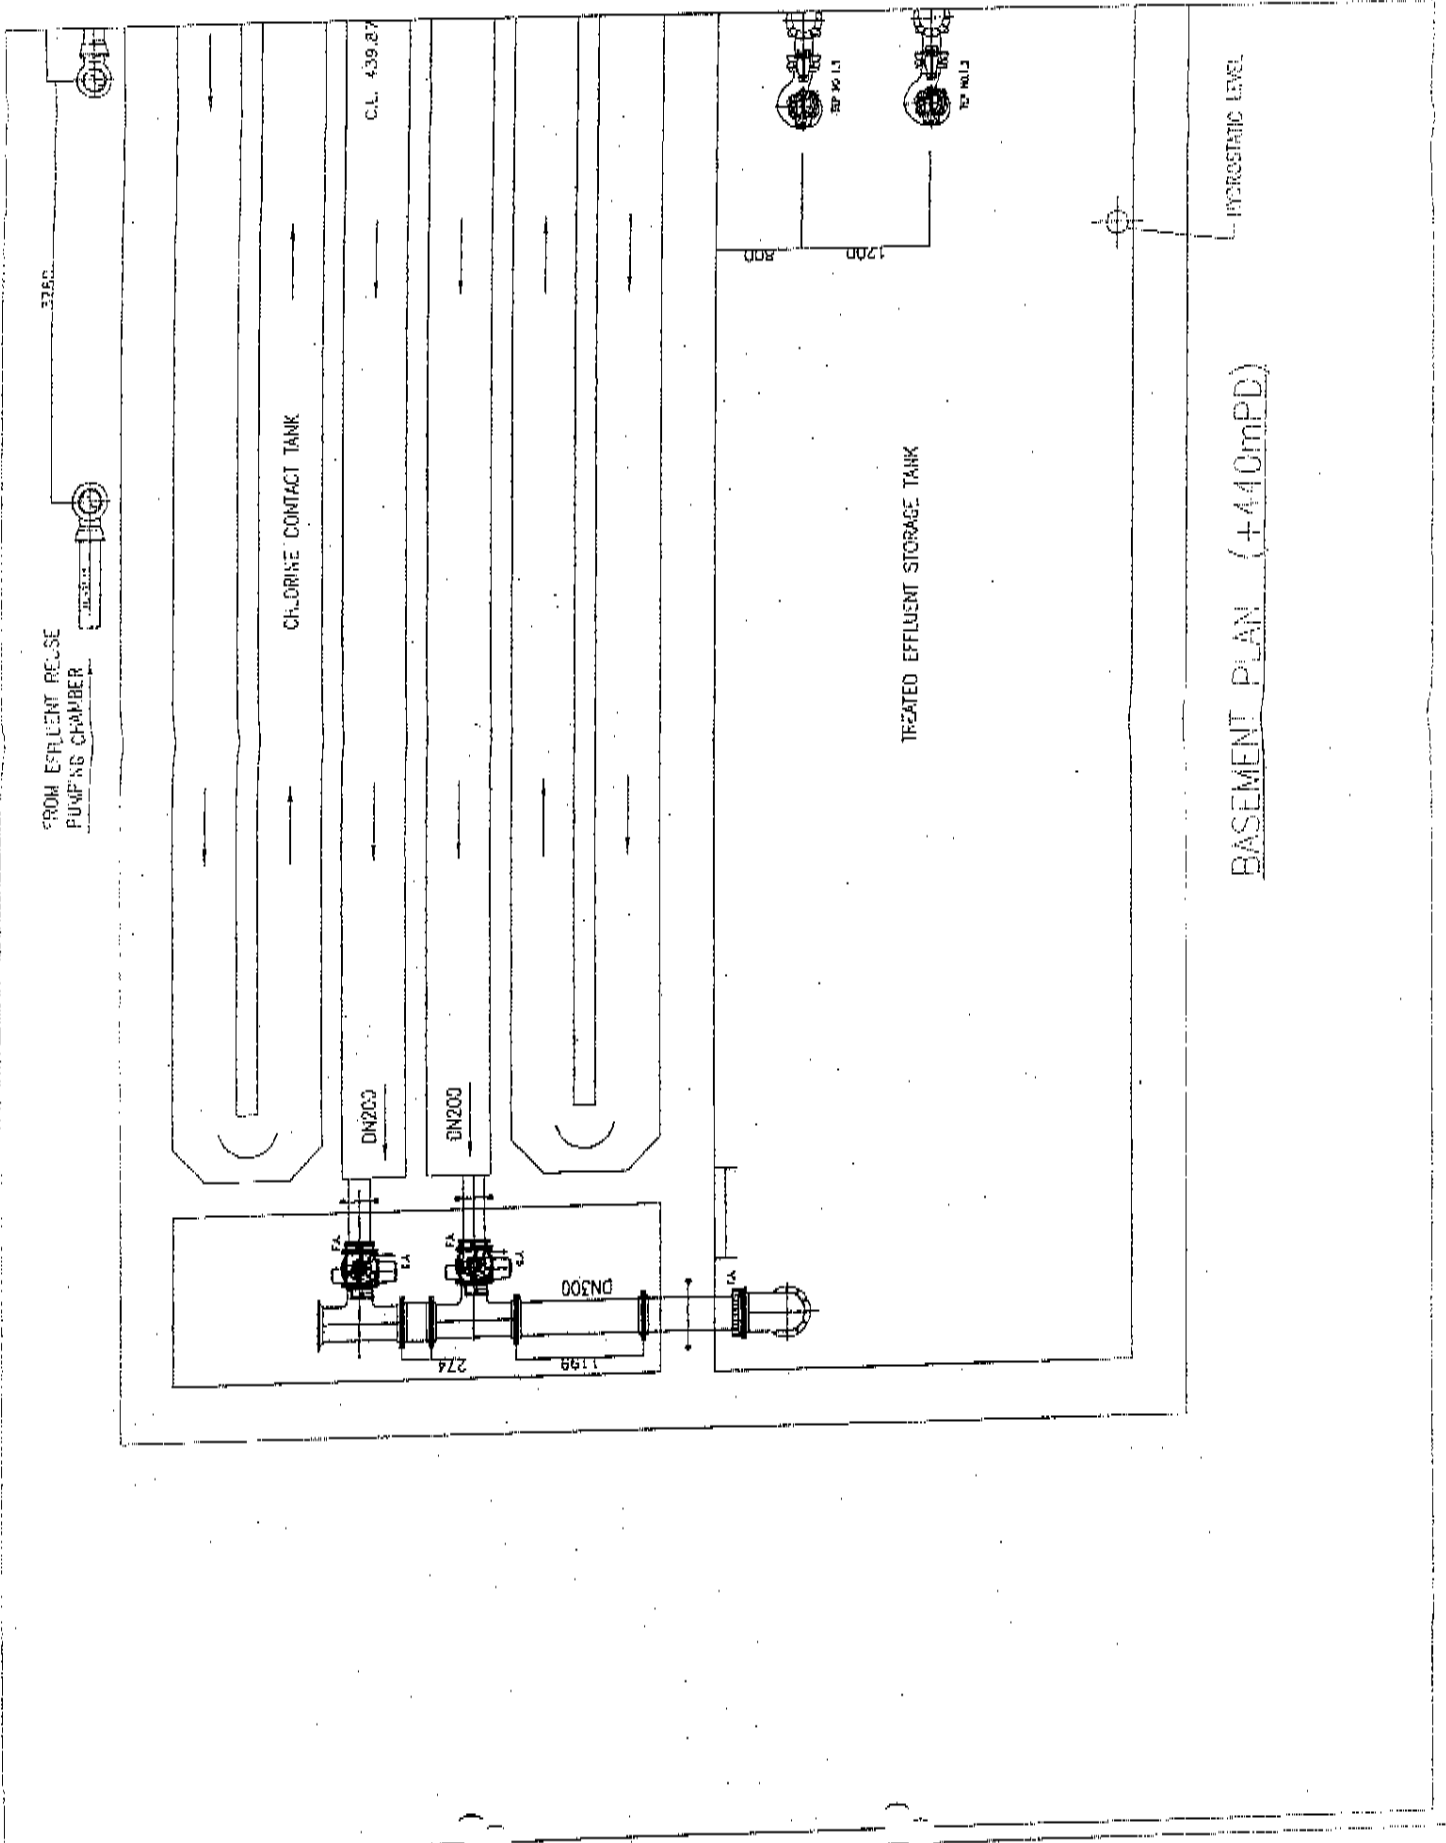 FROM EFFLUENT REUSE
PUMPING CHAMBER
CHLORINE CONTACT TANK
C.L. 439.87
DN200
DN200
F.A
F.A
DN300
274
1199
800
1200
TREATED EFFLUENT STORAGE TANK
HYDROSTATIC LEVEL
BASEMENT PLAN (+440mPD)